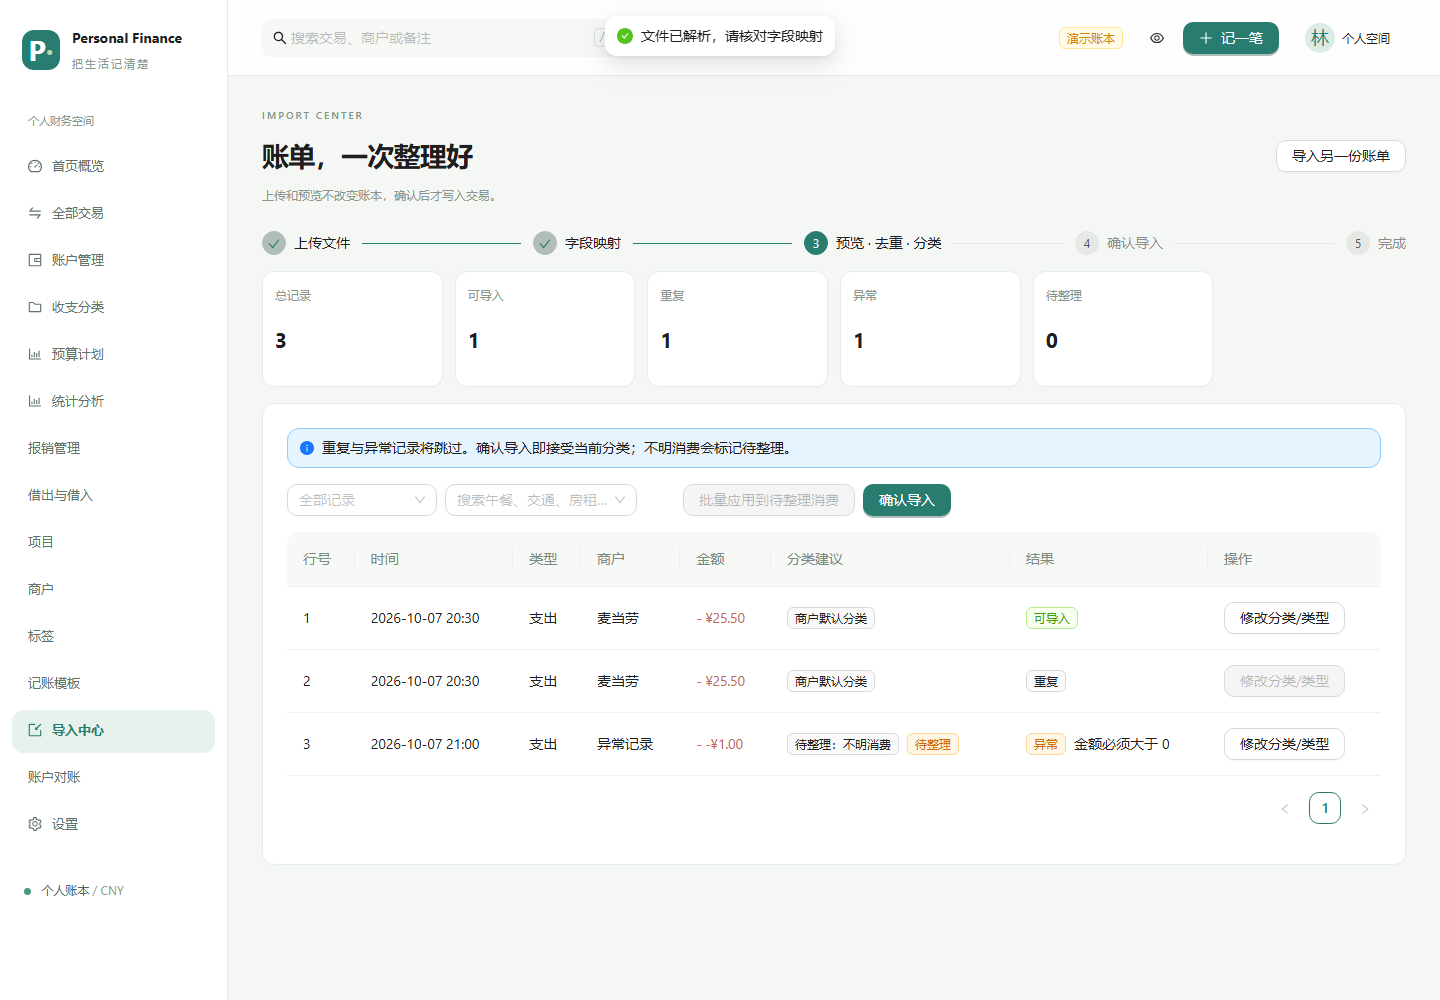 P.
Personal Finance
把生活记清楚
个人财务空间
首页概览
全部交易
账户管理
收支分类
预算计划
统计分析
报销管理
借出与借入
项目
商户
标签
记账模板
导入中心
账户对账
设置
个人账本 / CNY
搜索交易、商户或备注
/
文件已解析，请核对字段映射
演示账本
记一笔
林
个人空间
IMPORT CENTER
账单，一次整理好
上传和预览不改变账本，确认后才写入交易。
导入另一份账单
上传文件
字段映射
3 预览 · 去重 · 分类
4 确认导入
5 完成
总记录
3
可导入
1
重复
1
异常
1
待整理
0
重复与异常记录将跳过。确认导入即接受当前分类；不明消费会标记待整理。
全部记录
搜索午餐、交通、房租...
批量应用到待整理消费
确认导入
行号 时间 类型 商户 金额 分类建议 结果 操作
1 2026-10-07 20:30 支出 麦当劳 - ¥25.50 商户默认分类 可导入 修改分类/类型
2 2026-10-07 20:30 支出 麦当劳 - ¥25.50 商户默认分类 重复 修改分类/类型
3 2026-10-07 21:00 支出 异常记录 - -¥1.00 待整理：不明消费 待整理 异常 金额必须大于 0 修改分类/类型
1